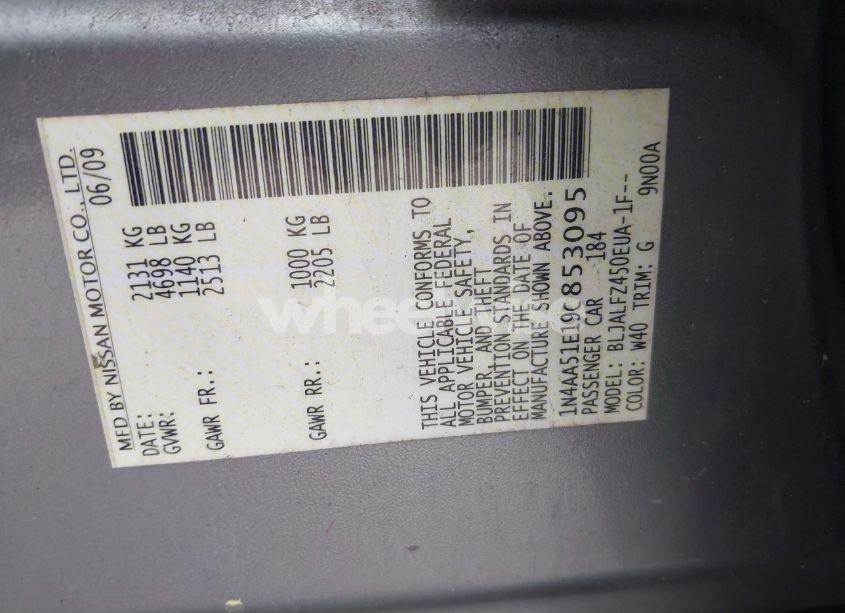 MFD BY NISSAN MOTOR CO., LTD.
DATE: 06/09
GVWR: 2131 KG
4698 LB
GAWR FR.: 1140 KG
2513 LB
GAWR RR.: 1000 KG
2205 LB
THIS VEHICLE CONFORMS TO
ALL APPLICABLE FEDERAL
MOTOR VEHICLE SAFETY,
BUMPER, AND THEFT
PREVENTION STANDARDS IN
EFFECT ON THE DATE OF
MANUFACTURE SHOWN ABOVE.
1N4AA51E19C853095
PASSENGER CAR 184
MODEL: BLJALFZ450EUA-1F--
COLOR: W40 TRIM: G 9N00A